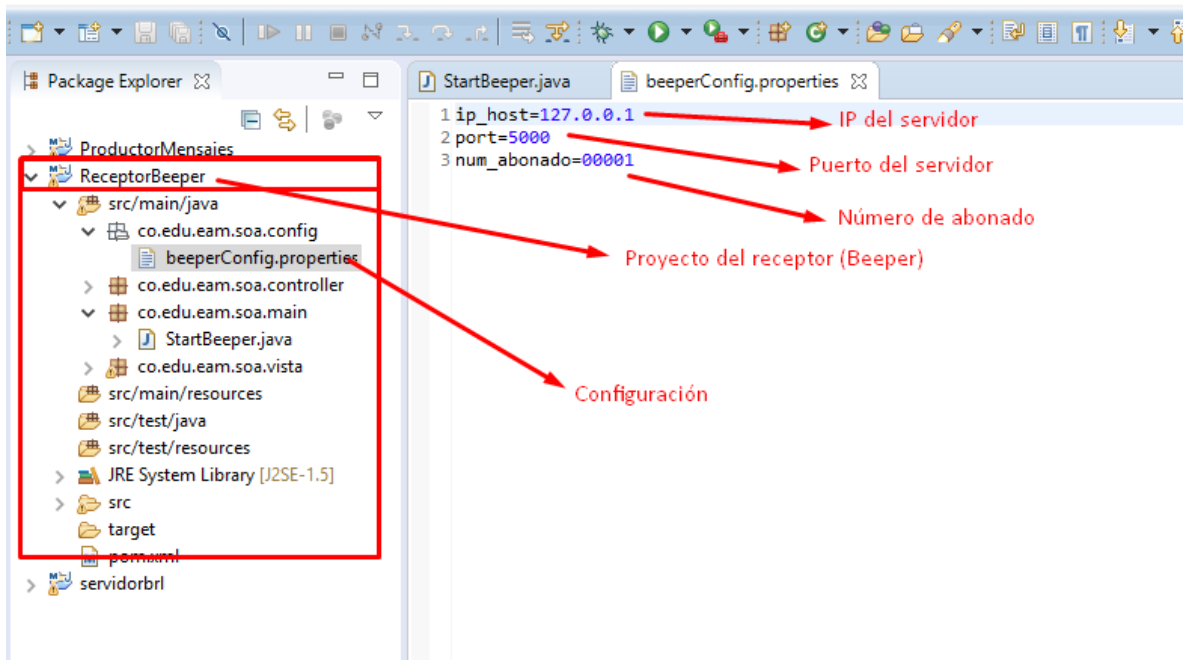 Package Explorer
StartBeeper.java
beeperConfig.properties
ProductorMensajes
ReceptorBeeper
src/main/java
co.edu.eam.soa.config
beeperConfig.properties
co.edu.eam.soa.controller
co.edu.eam.soa.main
StartBeeper.java
co.edu.eam.soa.vista
src/main/resources
src/test/java
src/test/resources
JRE System Library [J2SE-1.5]
src
target
pom.xml
servidorbrl
1 ip_host=127.0.0.1
2 port=5000
3 num_abonado=00001
IP del servidor
Puerto del servidor
Número de abonado
Proyecto del receptor (Beeper)
Configuración